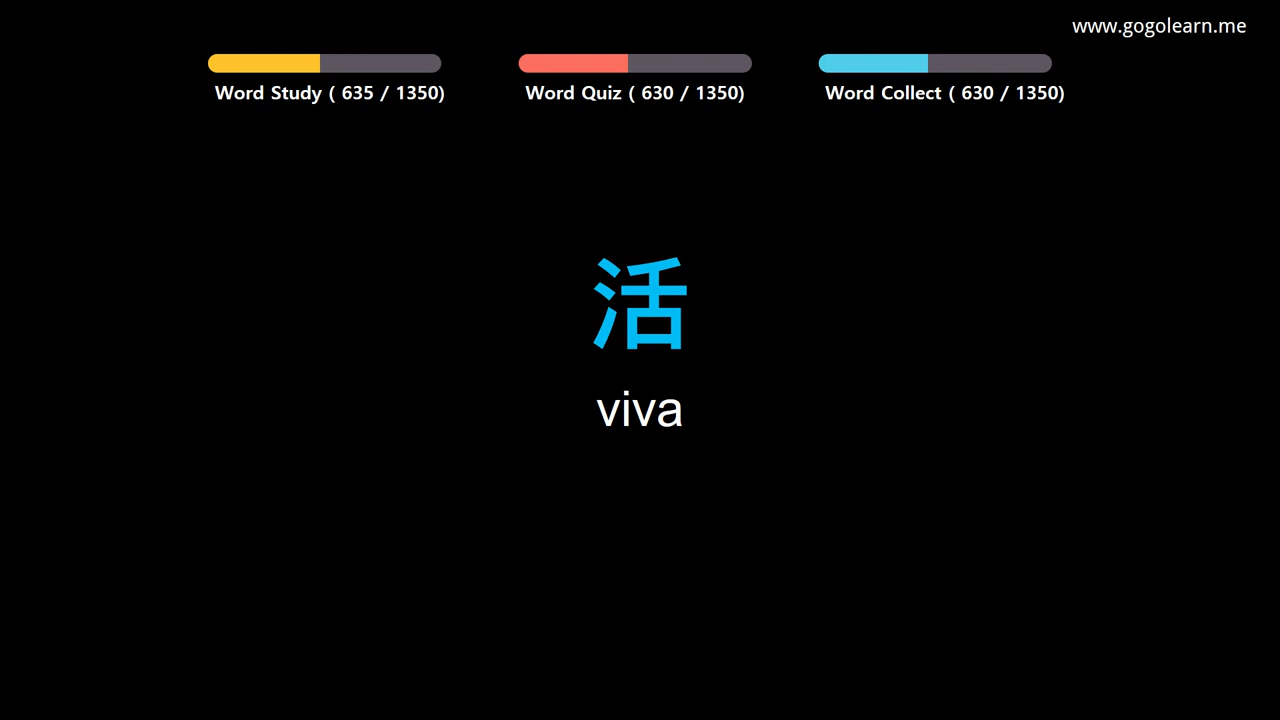 www.gogolearn.me
Word Study ( 635 / 1350)
Word Quiz ( 630 / 1350)
Word Collect ( 630 / 1350)
活
viva